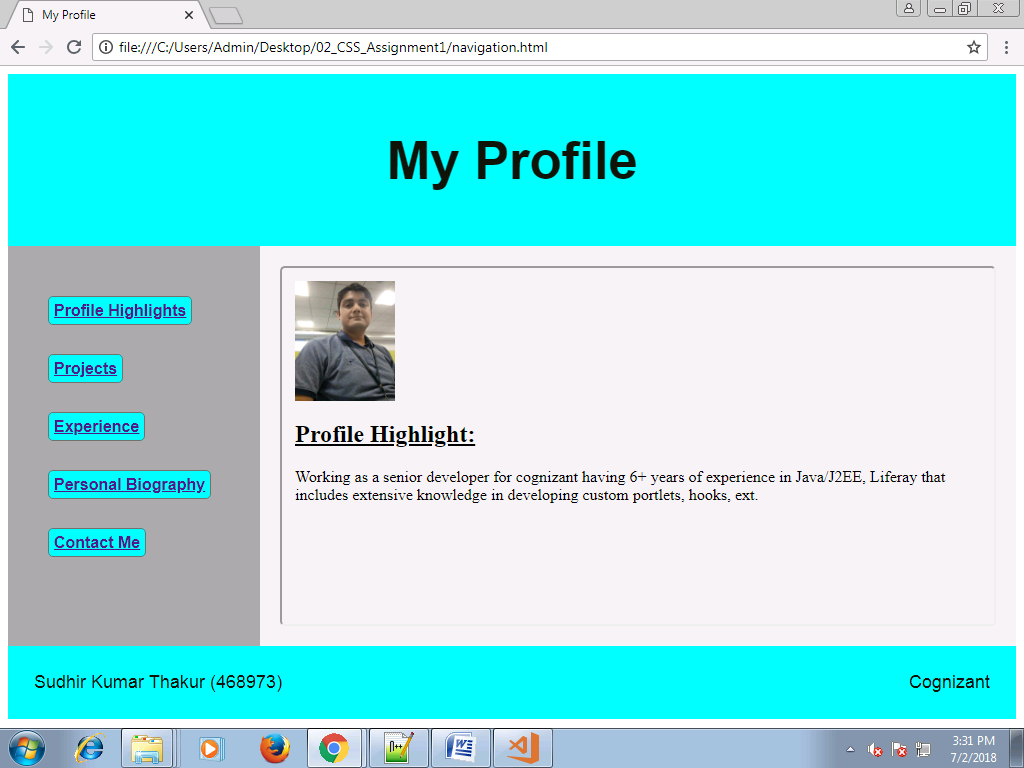 My Profile
file:///C:/Users/Admin/Desktop/02_CSS_Assignment1/navigation.html
My Profile
Profile Highlights
Projects
Experience
Personal Biography
Contact Me
Profile Highlight:
Working as a senior developer for cognizant having 6+ years of experience in Java/J2EE, Liferay that
includes extensive knowledge in developing custom portlets, hooks, ext.
Sudhir Kumar Thakur (468973)
Cognizant
3:31 PM
7/2/2018